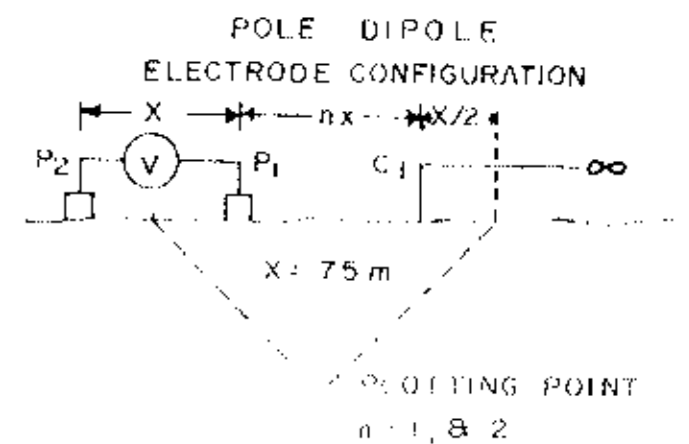 POLE DIPOLE
ELECTRODE CONFIGURATION
X nx X/2
P2 V P1 C1 ∞
X = 75 m
PLOTTING POINT
n = 1, & 2